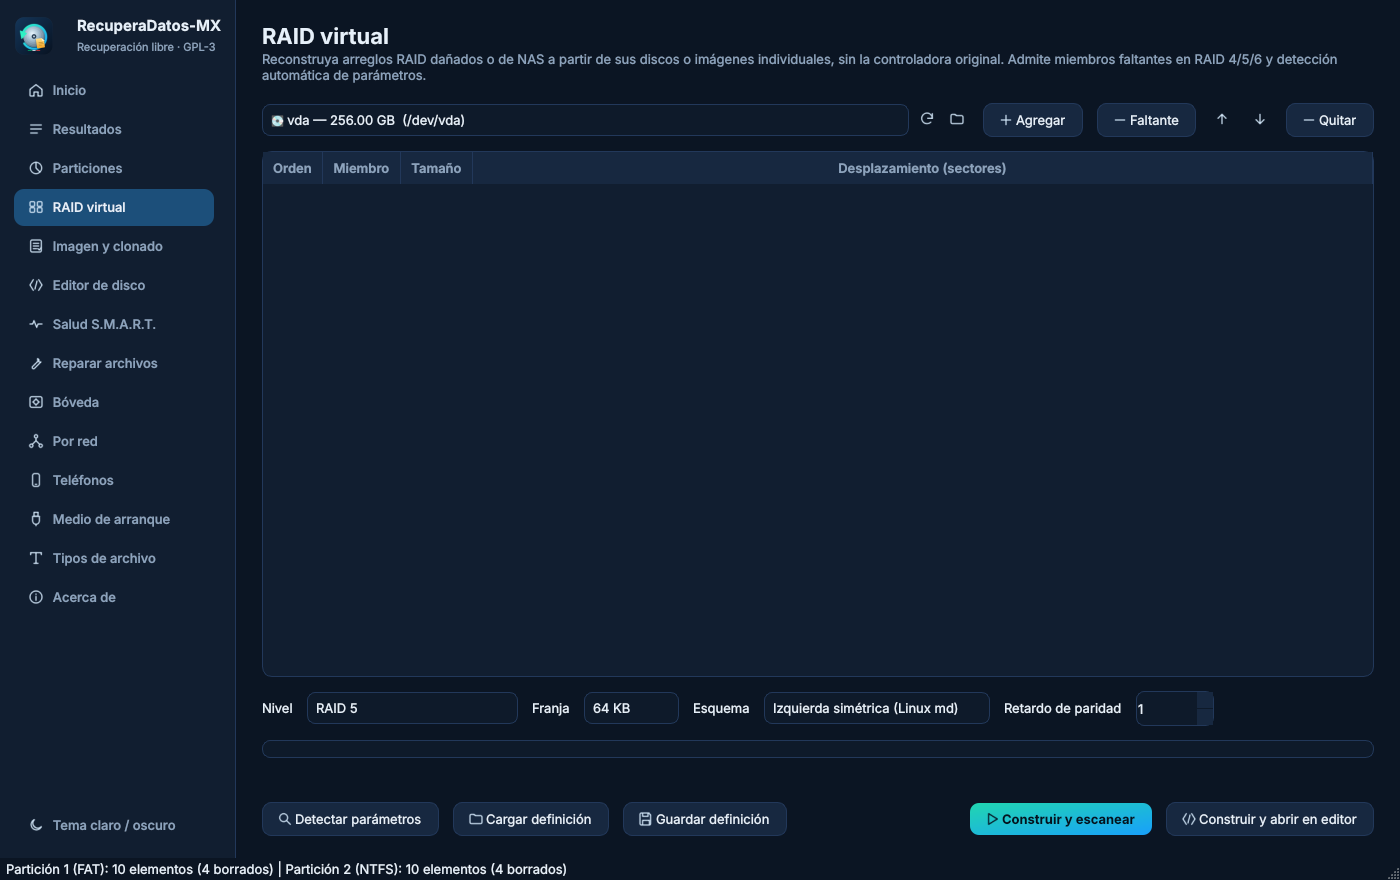 RecuperaDatos-MX
Recuperación libre · GPL-3
Inicio
Resultados
Particiones
RAID virtual
Imagen y clonado
Editor de disco
Salud S.M.A.R.T.
Reparar archivos
Bóveda
Por red
Teléfonos
Medio de arranque
Tipos de archivo
Acerca de
Tema claro / oscuro
RAID virtual
Reconstruya arreglos RAID dañados o de NAS a partir de sus discos o imágenes individuales, sin la controladora original. Admite miembros faltantes en RAID 4/5/6 y detección
automática de parámetros.
vda — 256.00 GB (/dev/vda)
Agregar
Faltante
Quitar
Orden Miembro Tamaño Desplazamiento (sectores)
Nivel RAID 5 Franja 64 KB Esquema Izquierda simétrica (Linux md) Retardo de paridad 1
Detectar parámetros
Cargar definición
Guardar definición
Construir y escanear
Construir y abrir en editor
Partición 1 (FAT): 10 elementos (4 borrados) | Partición 2 (NTFS): 10 elementos (4 borrados)